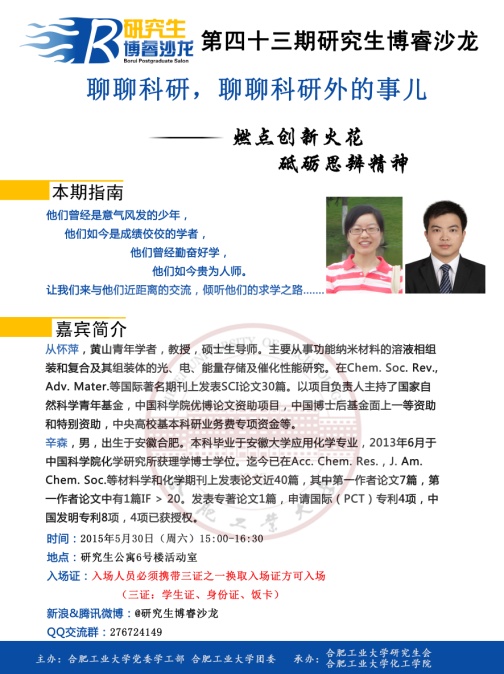 研究生
博睿沙龙
Borui Postgraduate Salon
第四十三期研究生博睿沙龙
聊聊科研，聊聊科研外的事儿
——燃点创新火花
砥砺思辨精神
本期指南
他们曾经是意气风发的少年，
他们如今是成绩佼佼的学者，
他们曾经勤奋好学，
他们如今贵为人师。
让我们来与他们近距离的交流，倾听他们的求学之路.......
嘉宾简介
从怀萍，黄山青年学者，教授，硕士生导师。主要从事功能纳米材料的溶液相组
装和复合及其组装体的光、电、能量存储及催化性能研究。在Chem. Soc. Rev.,
Adv. Mater.等国际著名期刊上发表SCI论文30篇。以项目负责人主持了国家自
然科学青年基金，中国科学院优博论文资助项目，中国博士后基金面上一等资助
和特别资助，中央高校基本科研业务费专项资金等。
辛森，男，出生于安徽合肥。本科毕业于安徽大学应用化学专业，2013年6月于
中国科学院化学研究所获理学博士学位。迄今已在Acc. Chem. Res.，J. Am.
Chem. Soc.等材料学和化学期刊上发表论文近40篇，其中第一作者论文7篇，第
一作者论文中有1篇IF > 20。发表专著论文1篇，申请国际（PCT）专利4项，中
国发明专利8项，4项已获授权。
时间：2015年5月30日（周六）15:00-16:30
地点：研究生公寓6号楼活动室
入场证：入场人员必须携带三证之一换取入场证方可入场
（三证：学生证、身份证、饭卡）
新浪&腾讯微博：@研究生博睿沙龙
QQ交流群：276724149
主办：合肥工业大学党委学工部 合肥工业大学团委 承办：合肥工业大学研究生会
合肥工业大学化工学院